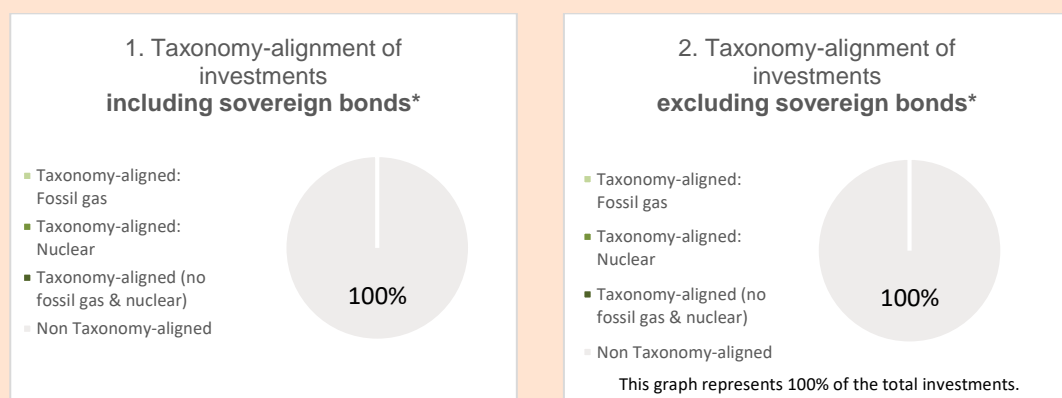 1. Taxonomy-alignment of
investments
including sovereign bonds*
Taxonomy-aligned:
Fossil gas
Taxonomy-aligned:
Nuclear
Taxonomy-aligned (no
fossil gas & nuclear)
Non Taxonomy-aligned
100%
2. Taxonomy-alignment of
investments
excluding sovereign bonds*
Taxonomy-aligned:
Fossil gas
Taxonomy-aligned:
Nuclear
Taxonomy-aligned (no
fossil gas & nuclear)
Non Taxonomy-aligned
100%
This graph represents 100% of the total investments.